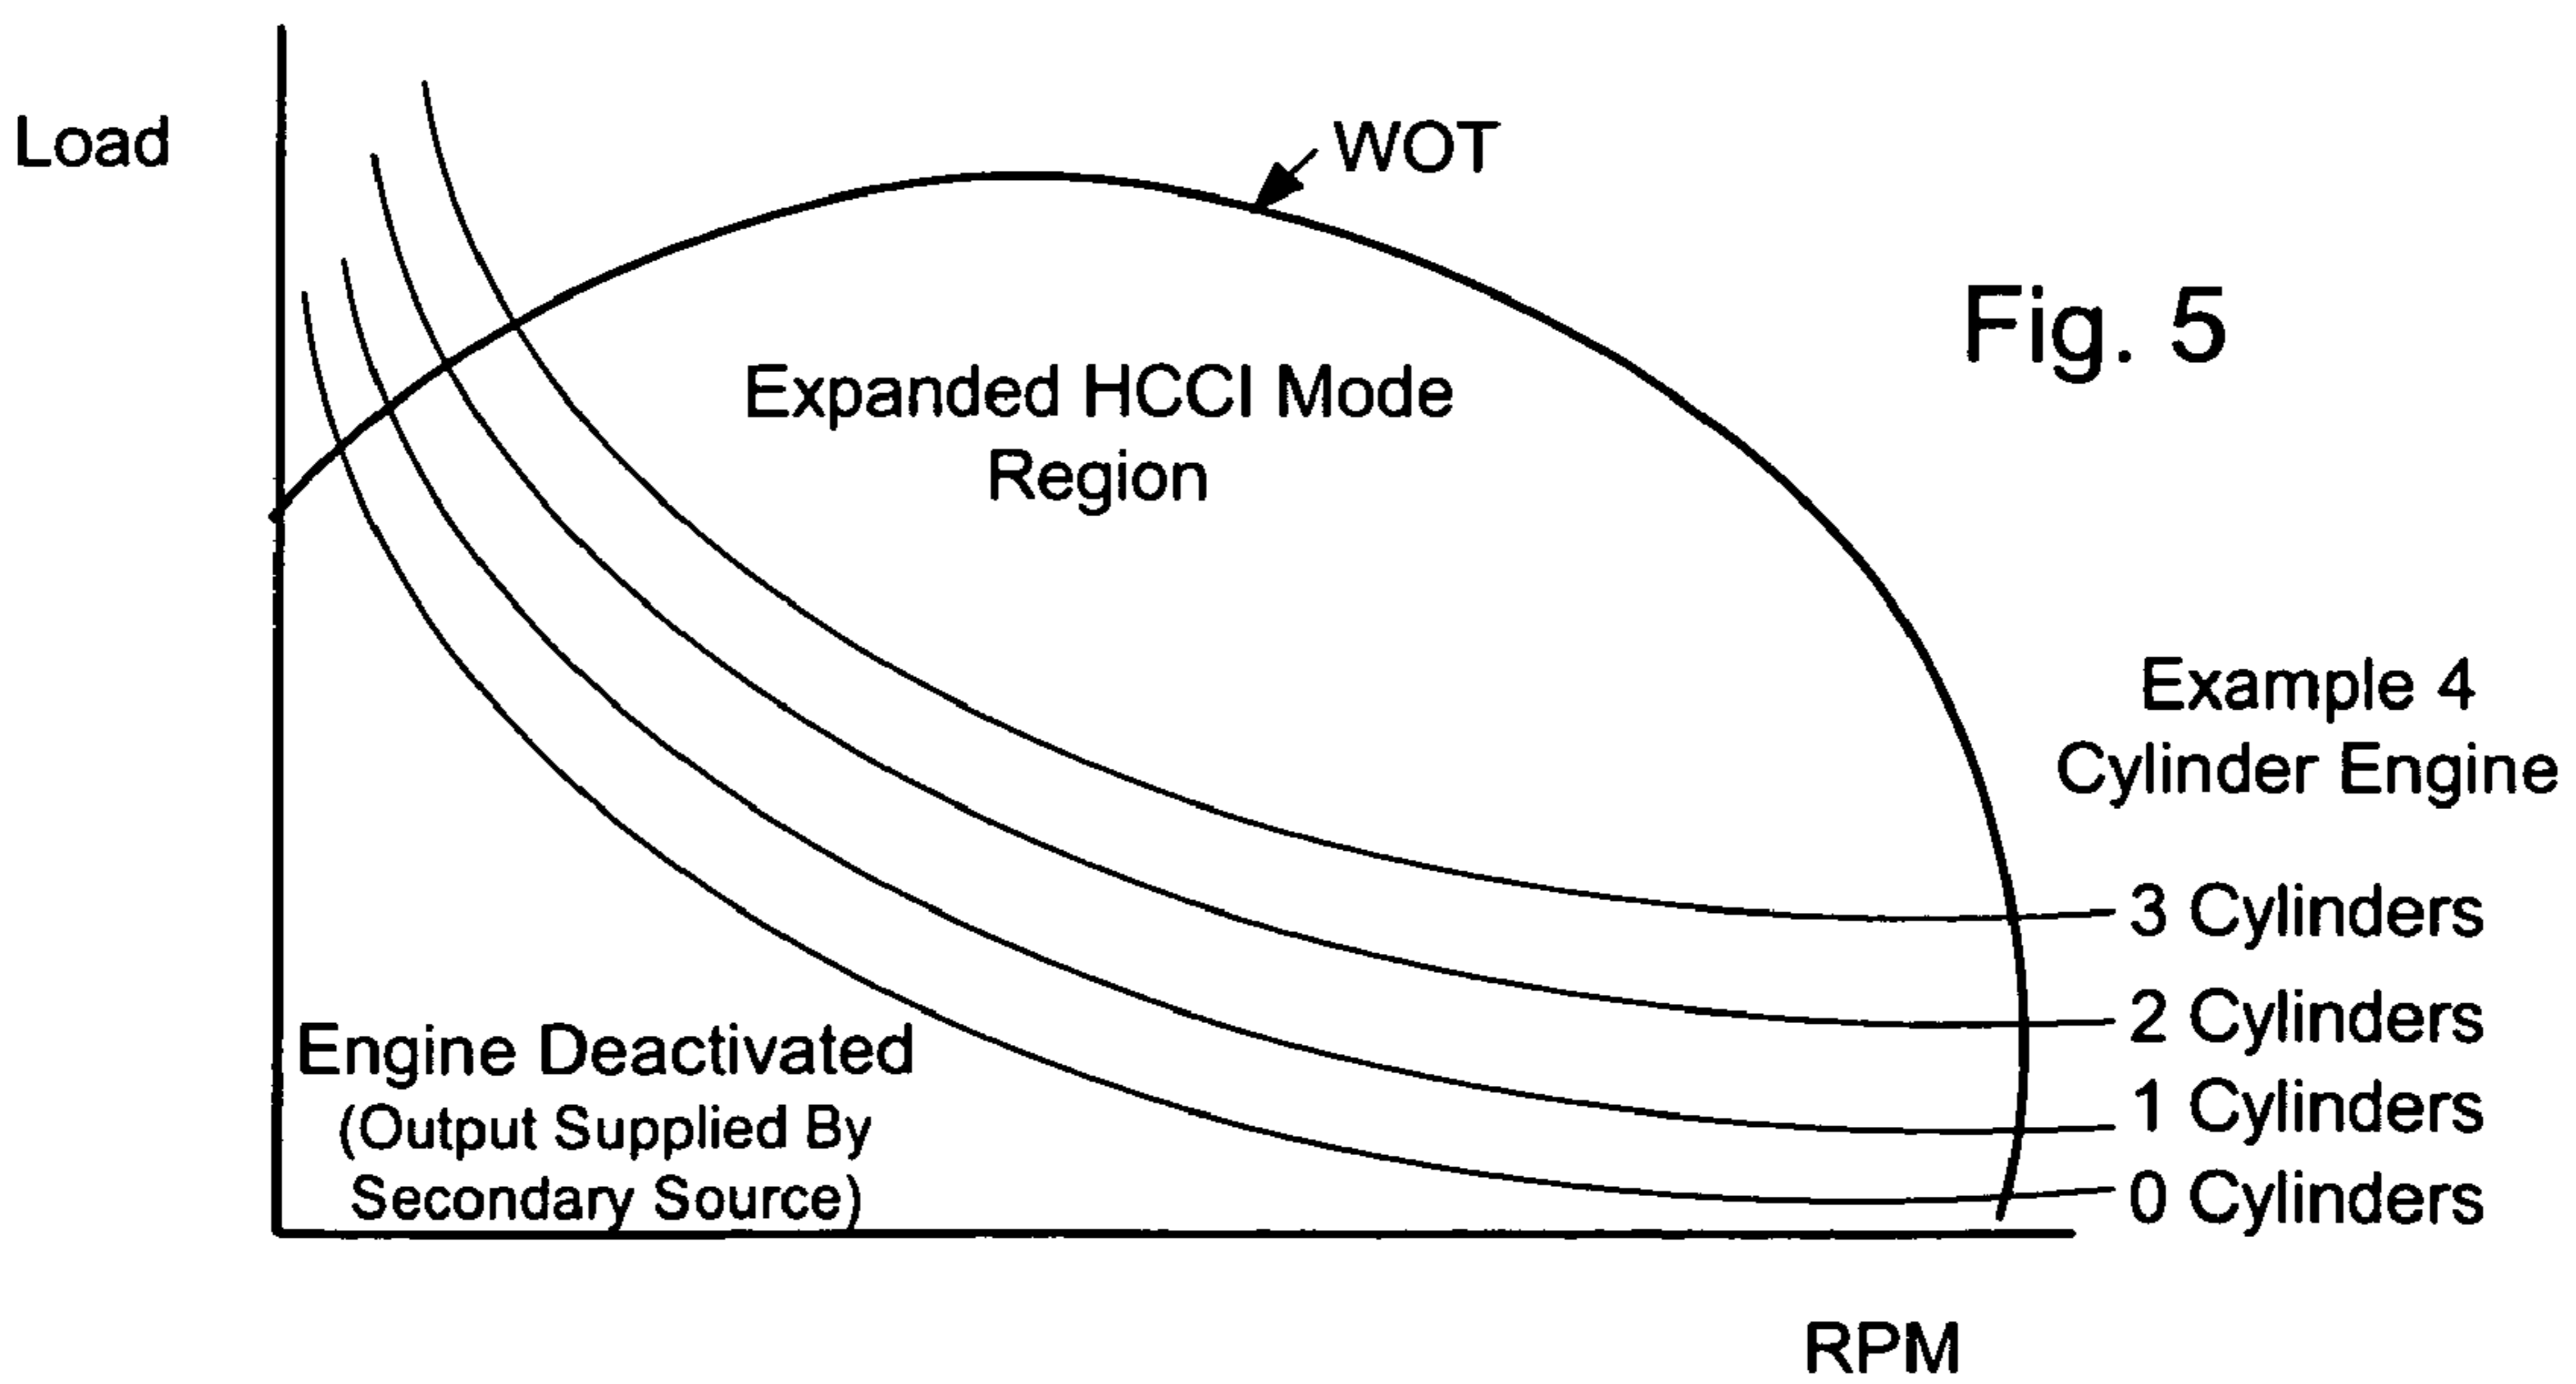 Load
WOT
Fig. 5
Expanded HCCI Mode
Region
Example 4
Cylinder Engine
3 Cylinders
2 Cylinders
1 Cylinders
0 Cylinders
Engine Deactivated
(Output Supplied By
Secondary Source)
RPM